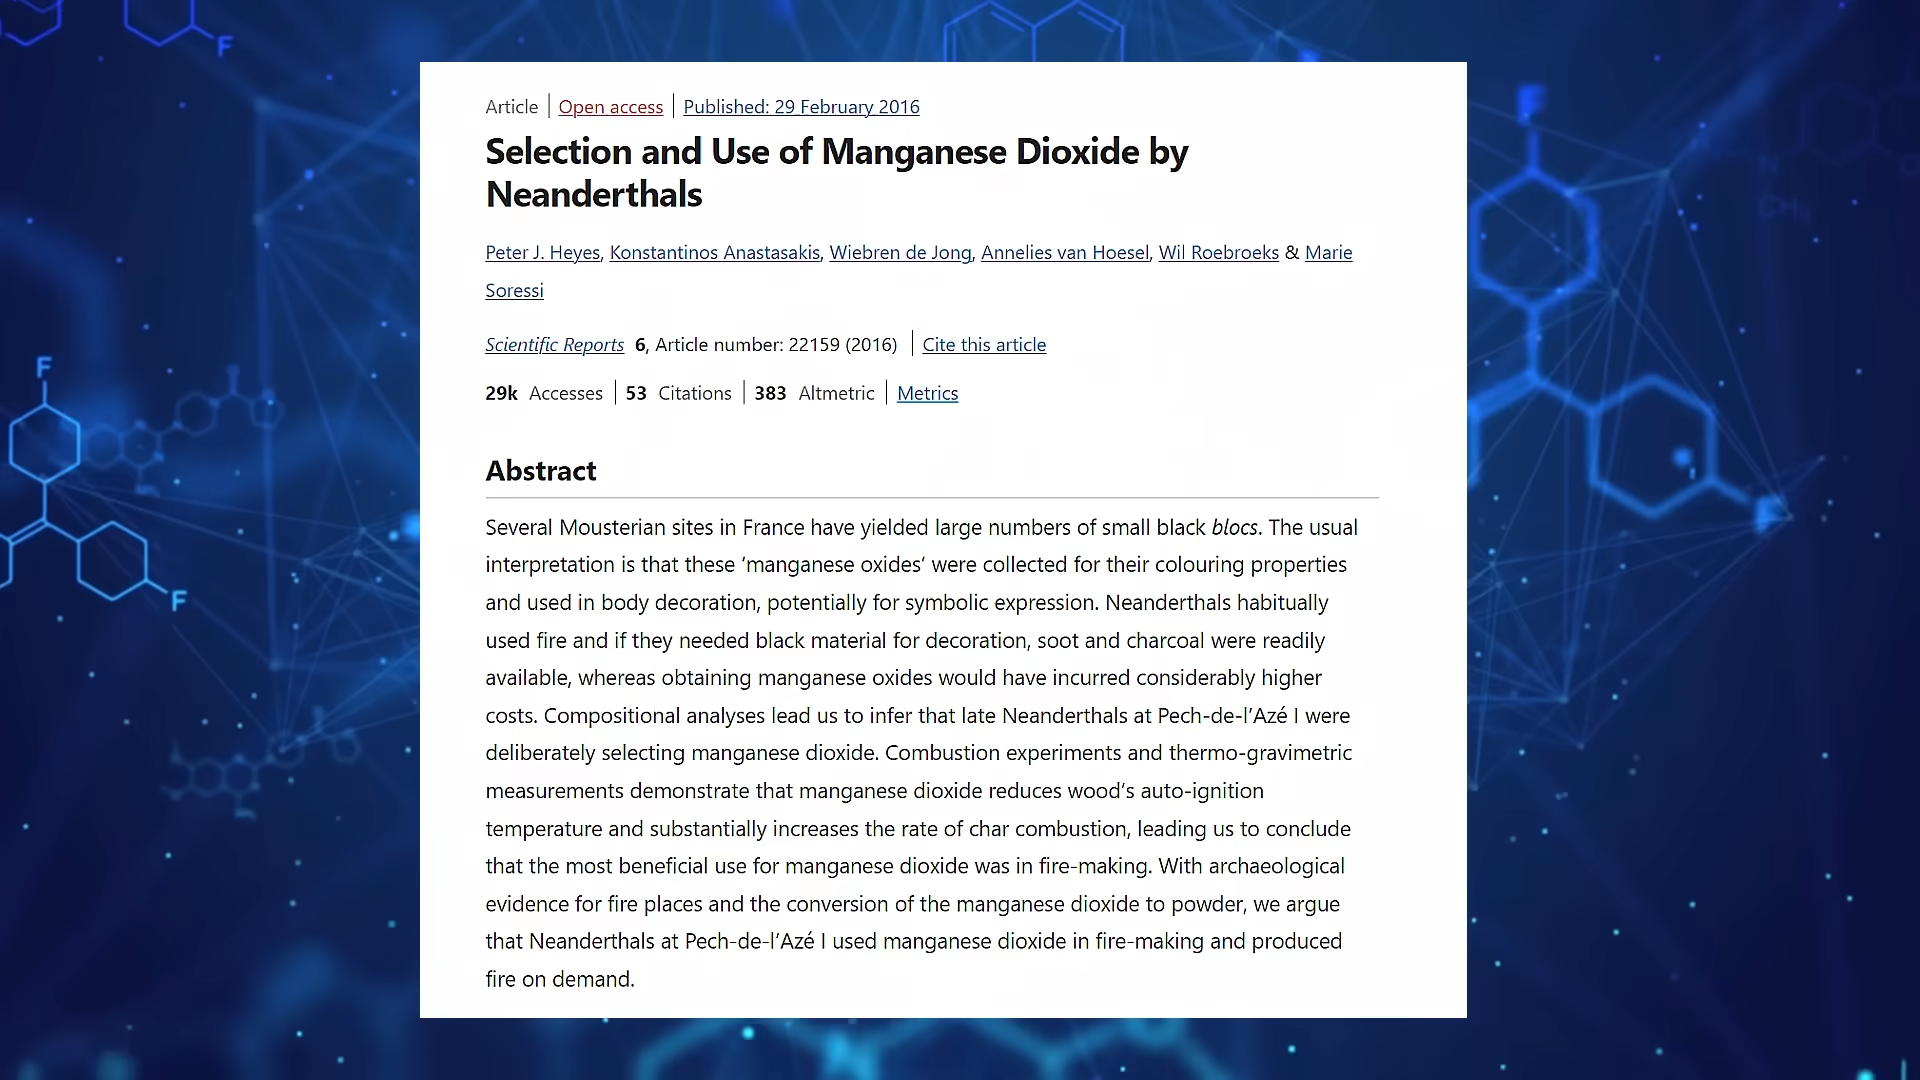 Article | Open access | Published: 29 February 2016
Selection and Use of Manganese Dioxide by
Neanderthals
Peter J. Heyes, Konstantinos Anastasakis, Wiebren de Jong, Annelies van Hoesel, Wil Roebroeks & Marie
Soressi
Scientific Reports 6, Article number: 22159 (2016) | Cite this article
29k Accesses | 53 Citations | 383 Altmetric | Metrics
Abstract
Several Mousterian sites in France have yielded large numbers of small black blocs. The usual
interpretation is that these ‘manganese oxides’ were collected for their colouring properties
and used in body decoration, potentially for symbolic expression. Neanderthals habitually
used fire and if they needed black material for decoration, soot and charcoal were readily
available, whereas obtaining manganese oxides would have incurred considerably higher
costs. Compositional analyses lead us to infer that late Neanderthals at Pech-de-l’Azé I were
deliberately selecting manganese dioxide. Combustion experiments and thermo-gravimetric
measurements demonstrate that manganese dioxide reduces wood’s auto-ignition
temperature and substantially increases the rate of char combustion, leading us to conclude
that the most beneficial use for manganese dioxide was in fire-making. With archaeological
evidence for fire places and the conversion of the manganese dioxide to powder, we argue
that Neanderthals at Pech-de-l’Azé I used manganese dioxide in fire-making and produced
fire on demand.
F
F
F
F
F